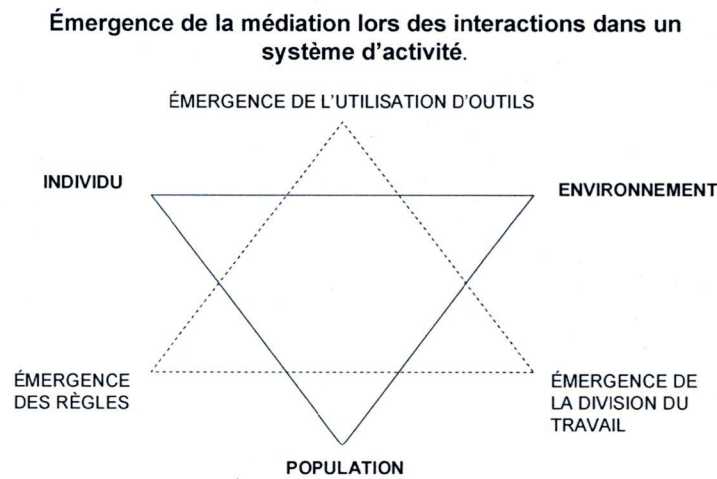 Émergence de la médiation lors des interactions dans un
système d'activité.
ÉMERGENCE DE L'UTILISATION D'OUTILS
INDIVIDU
ENVIRONNEMENT
ÉMERGENCE
DES RÈGLES
ÉMERGENCE DE
LA DIVISION DU
TRAVAIL
POPULATION